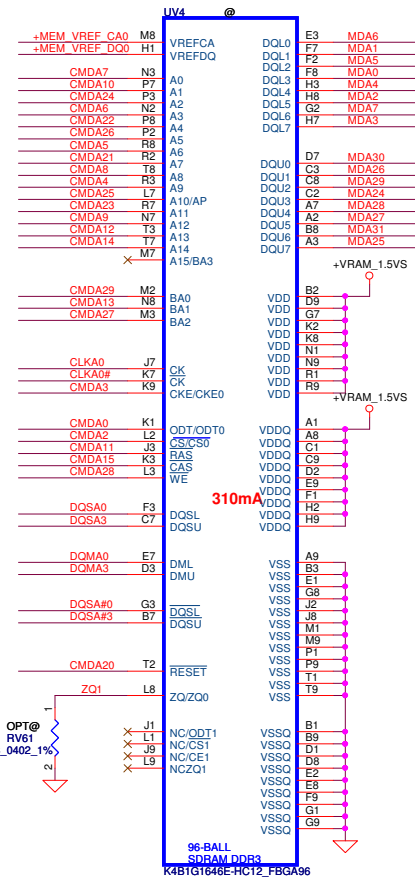 UV4 @
+MEM_VREF_CA0 M8 VREFCA DQL0 E3 MDA6
+MEM_VREF_DQ0 H1 VREFDQ DQL1 F7 MDA1
DQL2 F2 MDA5
CMDA7 N3 A0 DQL3 F8 MDA0
CMDA10 P7 A1 DQL4 H3 MDA4
CMDA24 P3 A2 DQL5 H8 MDA2
CMDA6 N2 A3 DQL6 G2 MDA7
CMDA22 P8 A4 DQL7 H7 MDA3
CMDA26 P2 A5
CMDA5 R8 A6
CMDA21 R2 A7 DQU0 D7 MDA30
CMDA8 T8 A8 DQU1 C3 MDA26
CMDA4 R3 A9 DQU2 C8 MDA29
CMDA25 L7 A10/AP DQU3 C2 MDA24
CMDA23 R7 A11 DQU4 A7 MDA28
CMDA9 N7 A12 DQU5 A2 MDA27
CMDA12 T3 A13 DQU6 B8 MDA31
CMDA14 T7 A14 DQU7 A3 MDA25
M7 A15/BA3
+VRAM_1.5VS
CMDA29 M2 BA0 VDD B2
CMDA13 N8 BA1 VDD D9
CMDA27 M3 BA2 VDD G7
VDD K2
VDD K8
VDD N1
CLKA0 J7 CK VDD N9
CLKA0# K7 CK VDD R1
CMDA3 K9 CKE/CKE0 VDD R9
+VRAM_1.5VS
CMDA0 K1 ODT/ODT0 VDDQ A1
CMDA2 L2 CS/CS0 VDDQ A8
CMDA11 J3 RAS VDDQ C1
CMDA15 K3 CAS VDDQ C9
CMDA28 L3 WE VDDQ D2
VDDQ E9
310mA VDDQ F1
DQSA0 F3 DQSL VDDQ H2
DQSA3 C7 DQSU VDDQ H9
DQMA0 E7 DML VSS A9
DQMA3 D3 DMU VSS B3
VSS E1
VSS G8
DQSA#0 G3 DQSL VSS J2
DQSA#3 B7 DQSU VSS J8
VSS M1
VSS M9
VSS P1
CMDA20 T2 RESET VSS P9
VSS T1
ZQ1 L8 ZQ/ZQ0 VSS T9
1
OPT@
RV61
_0402_1%
2
J1 NC/ODT1 VSSQ B1
L1 NC/CS1 VSSQ B9
J9 NC/CE1 VSSQ D1
L9 NCZQ1 VSSQ D8
VSSQ E2
VSSQ E8
VSSQ F9
VSSQ G1
VSSQ G9
96-BALL
SDRAM DDR3
K4B1G1646E-HC12_FBGA96